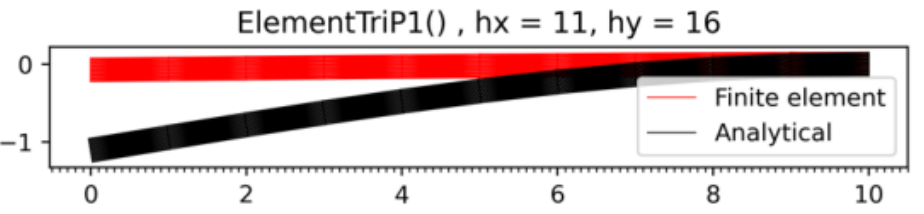 ElementTriP1() , hx = 11, hy = 16
0
Finite element
Analytical
−1
0 2 4 6 8 10